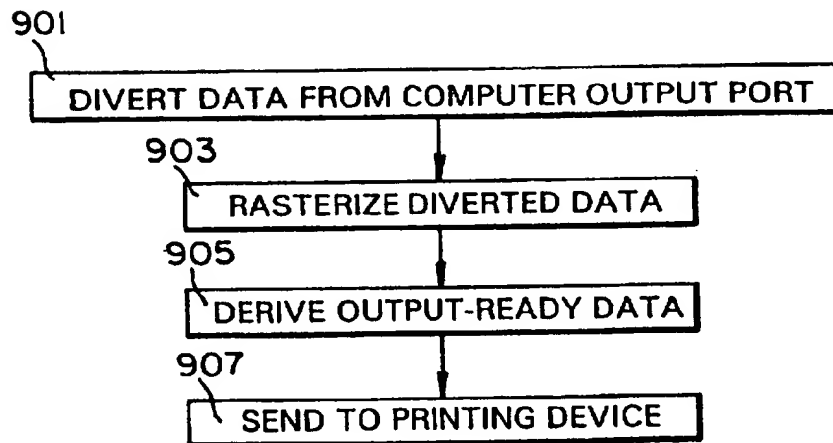 901
DIVERT DATA FROM COMPUTER OUTPUT PORT
903
RASTERIZE DIVERTED DATA
905
DERIVE OUTPUT-READY DATA
907
SEND TO PRINTING DEVICE